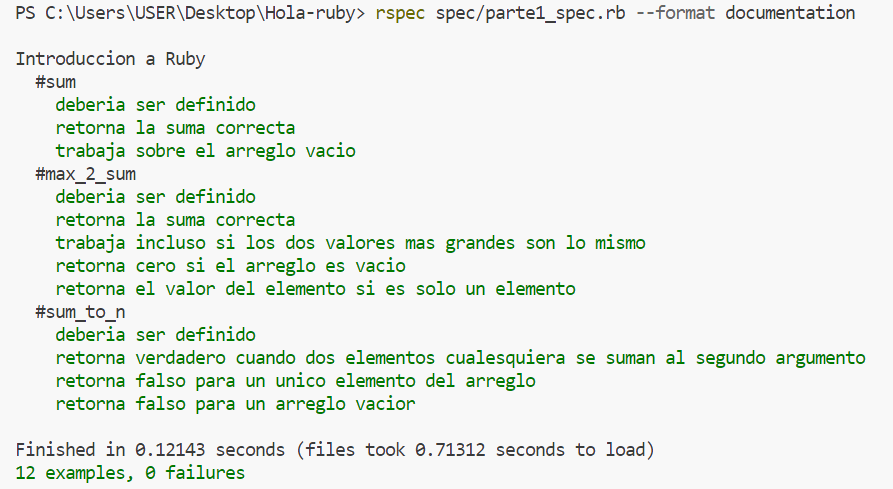 PS C:\Users\USER\Desktop\Hola-ruby> rspec spec/parte1_spec.rb --format documentation
Introduccion a Ruby
#sum
deberia ser definido
retorna la suma correcta
trabaja sobre el arreglo vacio
#max_2_sum
deberia ser definido
retorna la suma correcta
trabaja incluso si los dos valores mas grandes son lo mismo
retorna cero si el arreglo es vacio
retorna el valor del elemento si es solo un elemento
#sum_to_n
deberia ser definido
retorna verdadero cuando dos elementos cualesquiera se suman al segundo argumento
retorna falso para un unico elemento del arreglo
retorna falso para un arreglo vacior
Finished in 0.12143 seconds (files took 0.71312 seconds to load)
12 examples, 0 failures